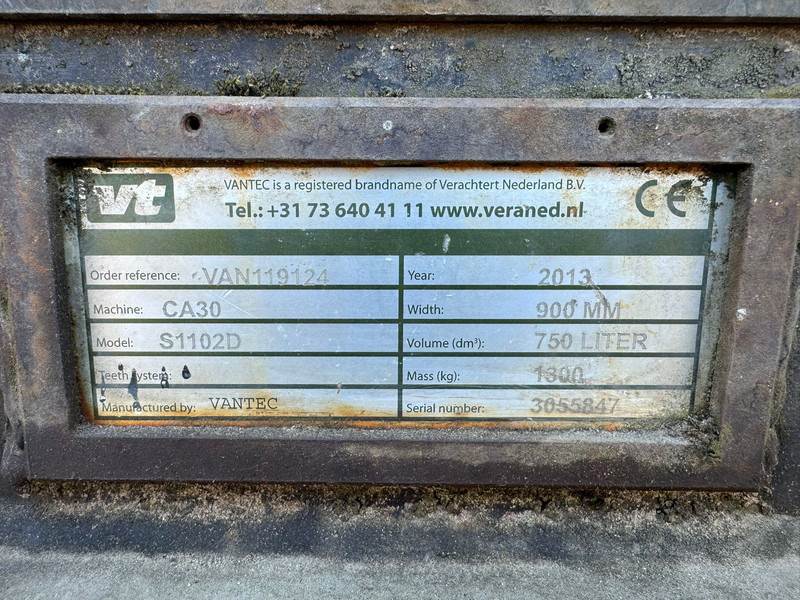 vt
VANTEC is a registered brandname of Verachtert Nederland B.V.
Tel.: +31 73 640 41 11 www.veraned.nl
CE
Order reference: VAN119124
Year: 2013
Machine: CA30
Width: 900 MM
Model: S1102D
Volume (dm³): 750 LITER
Teeth system:
Mass (kg): 1300
Manufactured by: VANTEC
Serial number: 3055847